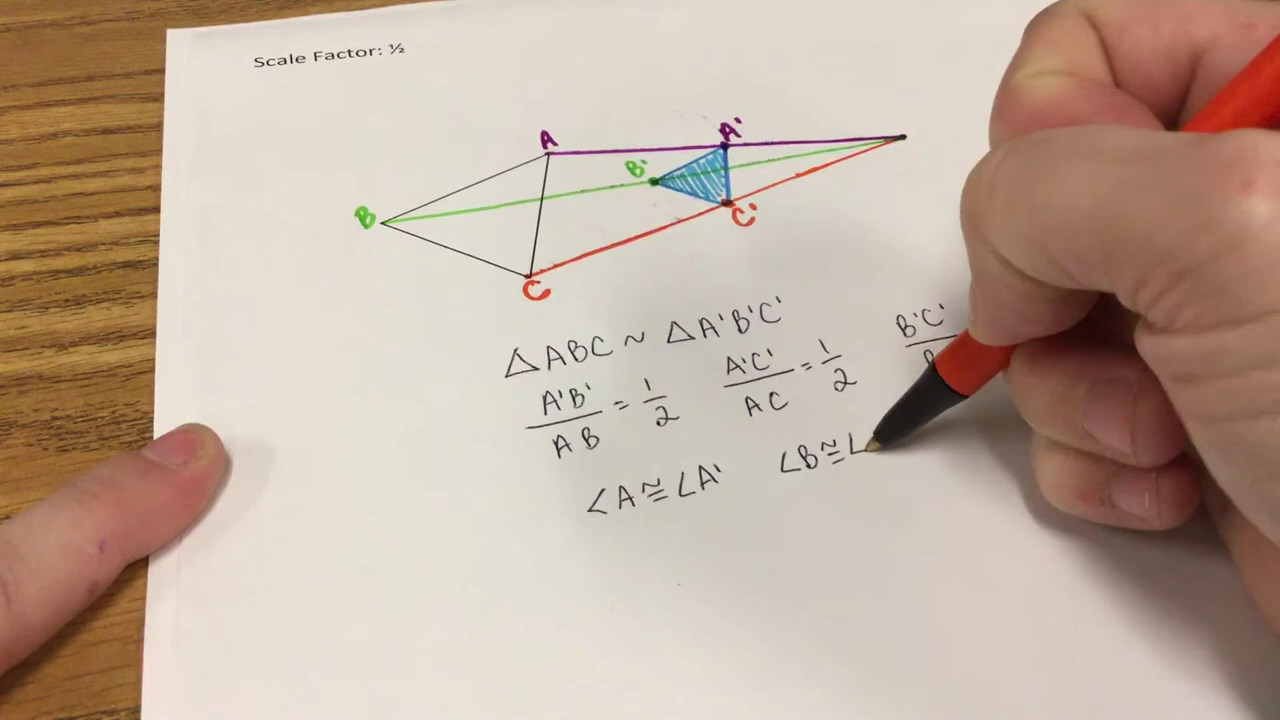 Scale Factor: ½
A A'
B B'
C'
C
△ABC ~ △A'B'C'
A'B'/AB = 1/2 A'C'/AC = 1/2 B'C'/
∠A ≅ ∠A' ∠B ≅ ∠